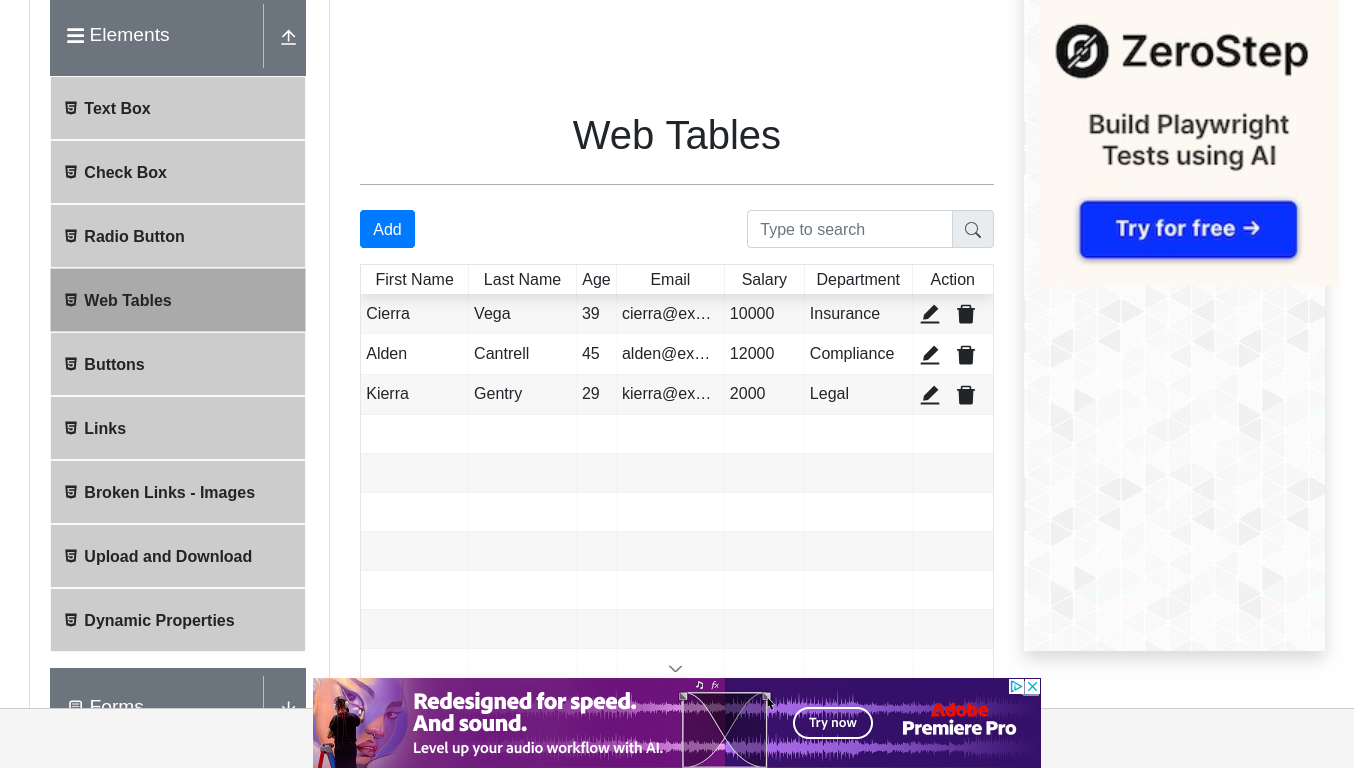 Elements
Text Box
Check Box
Radio Button
Web Tables
Buttons
Links
Broken Links - Images
Upload and Download
Dynamic Properties
Forms
Web Tables
Add
Type to search
First Name Last Name Age Email Salary Department Action
Cierra Vega 39 cierra@ex… 10000 Insurance
Alden Cantrell 45 alden@ex… 12000 Compliance
Kierra Gentry 29 kierra@ex… 2000 Legal
ZeroStep
Build Playwright
Tests using AI
Try for free →
Redesigned for speed.
And sound.
Level up your audio workflow with AI.
fx
Try now
Adobe
Premiere Pro